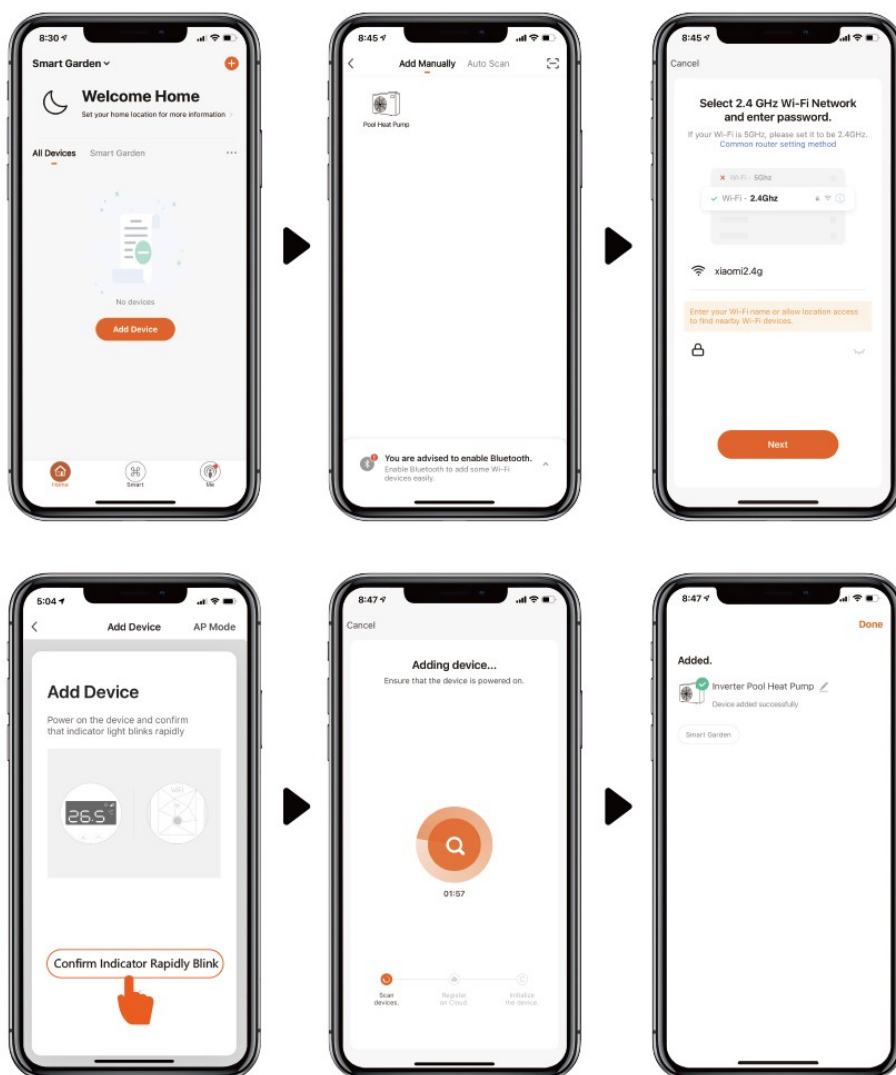 8:30
Smart Garden
Welcome Home
Set your home location for more information
All Devices Smart Garden
No devices
Add Device
Home Smart Me
8:45
Add Manually Auto Scan
Pool Heat Pump
You are advised to enable Bluetooth.
Enable Bluetooth to add some Wi-Fi
devices easily.
8:45
Cancel
Select 2.4 GHz Wi-Fi Network
and enter password.
If your Wi-Fi is 5GHz, please set it to be 2.4GHz.
Common router setting method
Wi-Fi - 5Ghz
Wi-Fi - 2.4Ghz
xiaomi2.4g
Enter your Wi-Fi name or allow location access
to find nearby Wi-Fi devices.
Next
5:04
Add Device AP Mode
Add Device
Power on the device and confirm
that indicator light blinks rapidly
26.5
WiFi
Confirm Indicator Rapidly Blink
8:47
Cancel
Adding device...
Ensure that the device is powered on.
01:57
Scan Register Initialize
devices. on Cloud. the device.
8:47
Done
Added.
Inverter Pool Heat Pump
Device added successfully
Smart Garden